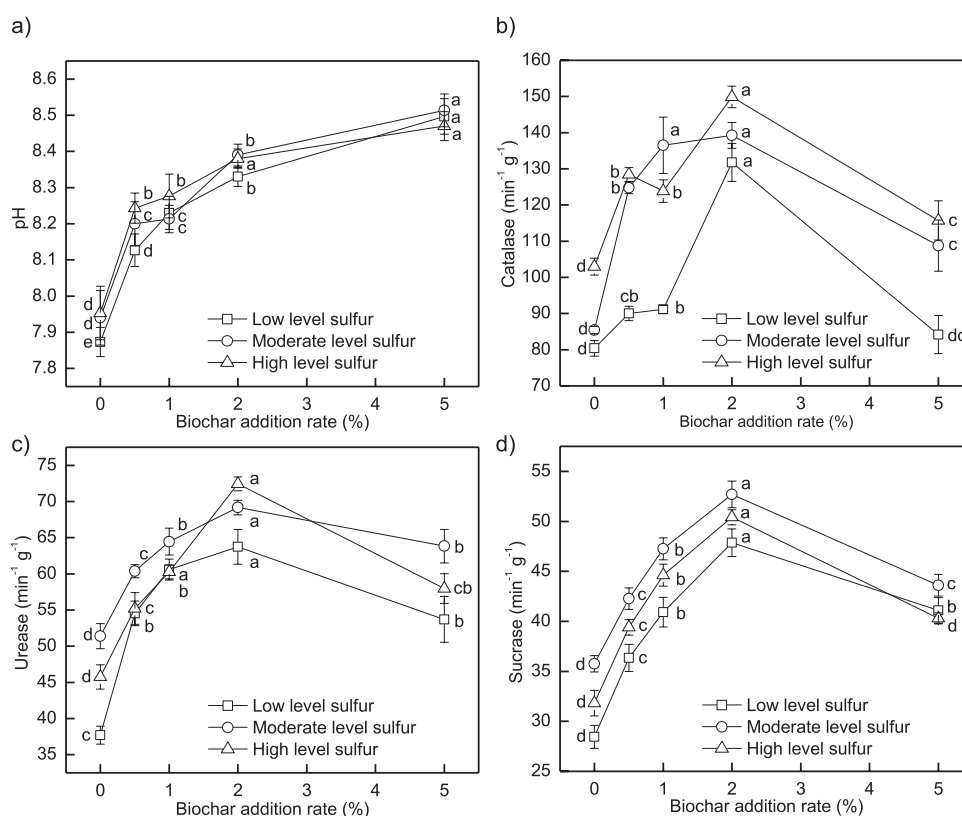 a)
pH
8.6
8.5
8.4
8.3
8.2
8.1
8.0
7.9
7.8
d
d
e
b
c
d
b
c
c
b
b
a
a
a
Low level sulfur
Moderate level sulfur
High level sulfur
0 1 2 3 4 5
Biochar addition rate (%)
b)
Catalase (min⁻¹ g⁻¹)
160
150
140
130
120
110
100
90
80
70
d
d
d
b
b
cb
a
b
b
a
a
a
c
c
dc
Low level sulfur
Moderate level sulfur
High level sulfur
0 1 2 3 4 5
Biochar addition rate (%)
c)
Urease (min⁻¹ g⁻¹)
75
70
65
60
55
50
45
40
35
d
d
c
c
c
b
b
a
b
a
a
a
b
cb
b
Low level sulfur
Moderate level sulfur
High level sulfur
0 1 2 3 4 5
Biochar addition rate (%)
d)
Sucrase (min⁻¹ g⁻¹)
55
50
45
40
35
30
25
d
d
d
c
c
c
b
b
b
a
a
a
c
b
d
Low level sulfur
Moderate level sulfur
High level sulfur
0 1 2 3 4 5
Biochar addition rate (%)